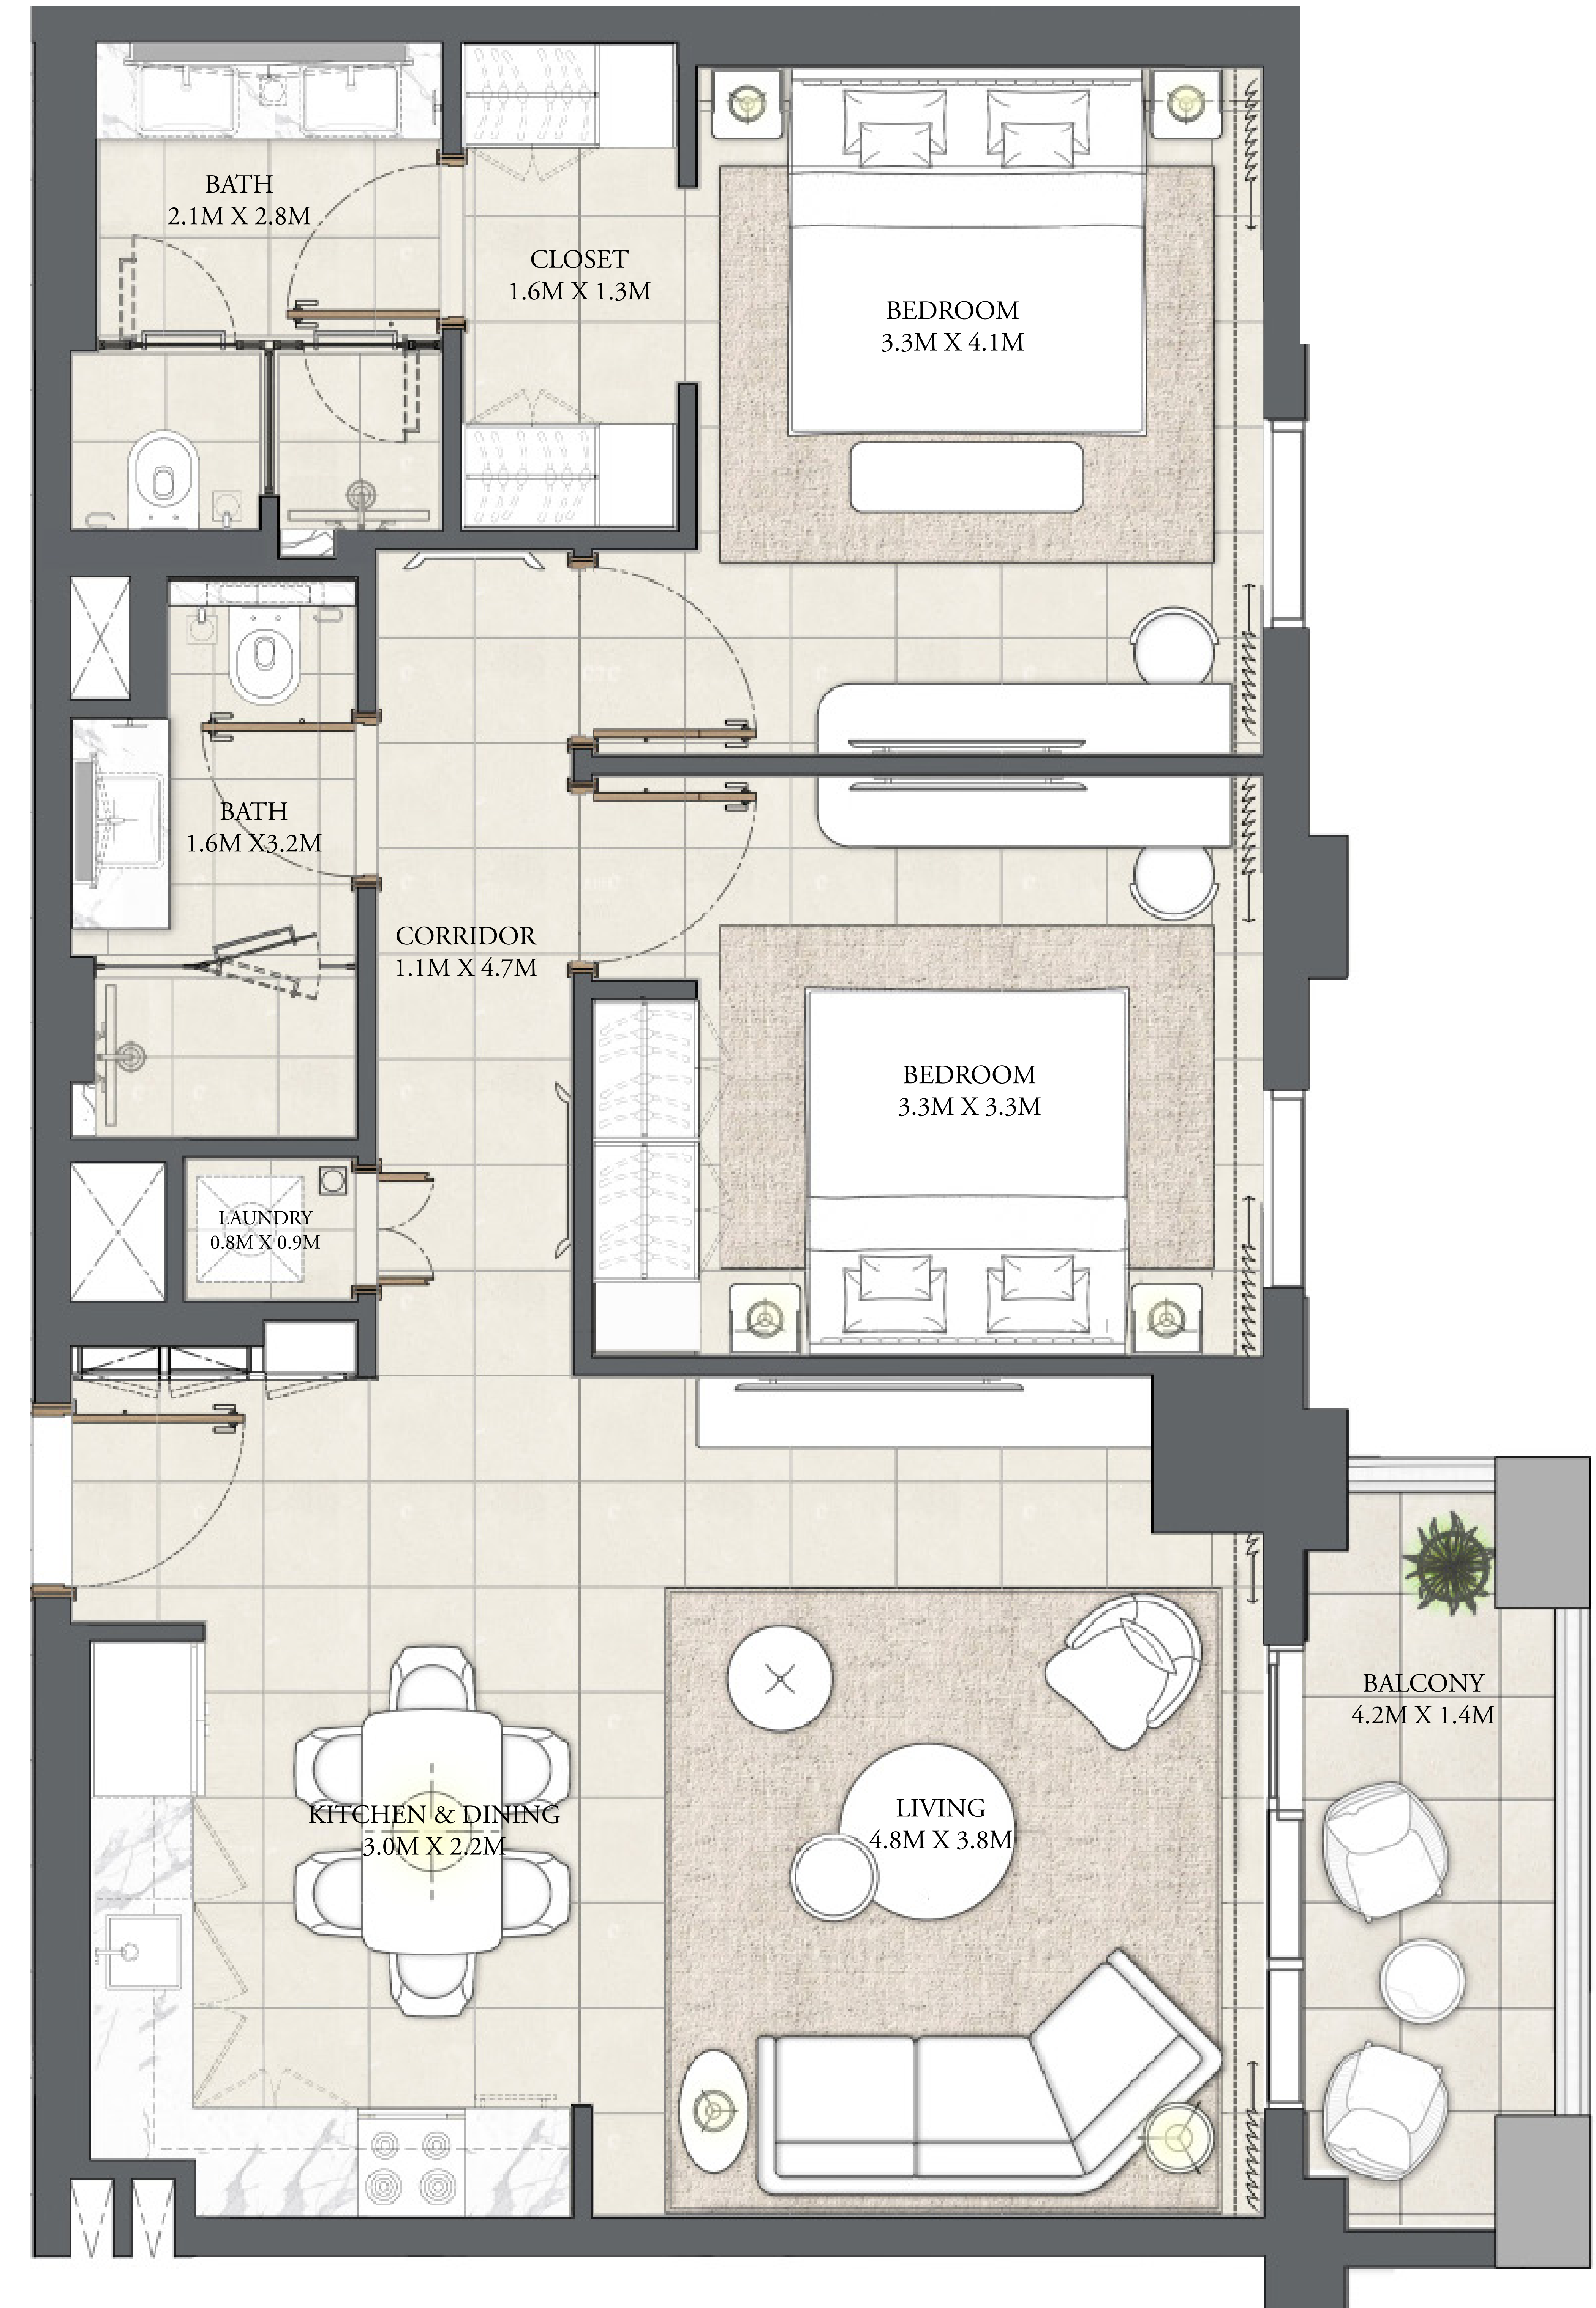 BATH
2.1M X 2.8M
CLOSET
1.6M X 1.3M
BEDROOM
3.3M X 4.1M
BATH
1.6M X3.2M
CORRIDOR
1.1M X 4.7M
BEDROOM
3.3M X 3.3M
LAUNDRY
0.8M X 0.9M
BALCONY
4.2M X 1.4M
KITCHEN & DINING
3.0M X 2.2M
LIVING
4.8M X 3.8M